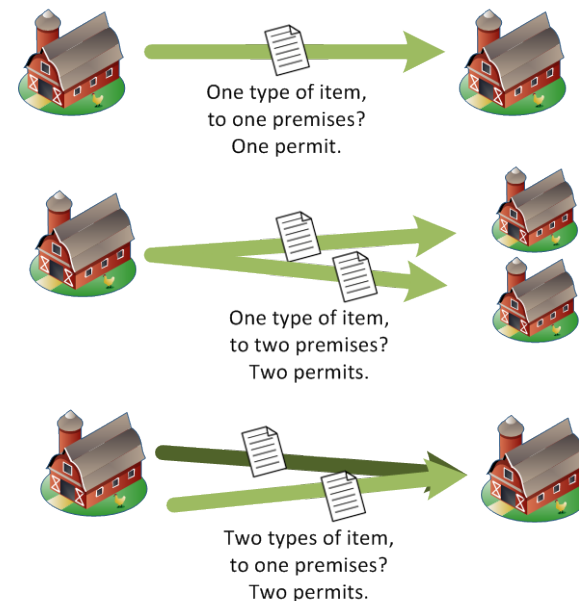 One type of item,
to one premises?
One permit.
One type of item,
to two premises?
Two permits.
Two types of item,
to one premises?
Two permits.